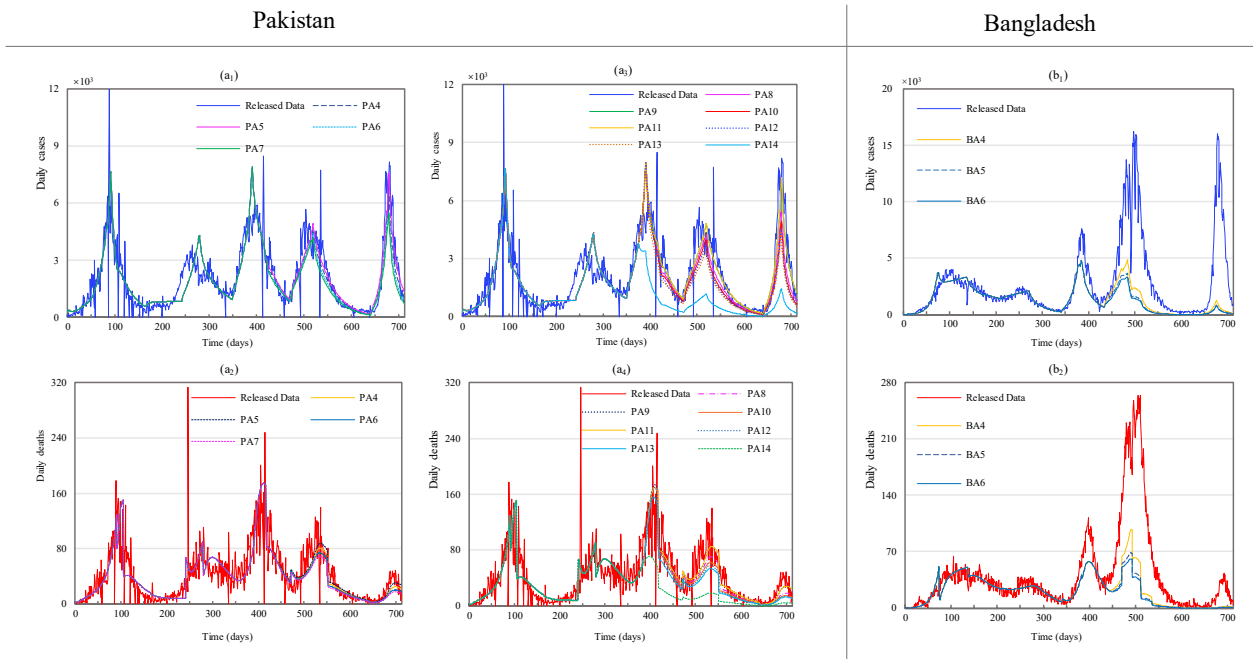 Pakistan
Bangladesh
(a1)
×10³
12
9
6
3
0
Daily cases
Released Data
PA4
PA5
PA6
PA7
0 100 200 300 400 500 600 700
Time (days)
(a3)
×10³
12
9
6
3
0
Daily cases
Released Data
PA8
PA9
PA10
PA11
PA12
PA13
PA14
0 100 200 300 400 500 600 700
Time (days)
(b1)
×10³
20
15
10
5
0
Daily cases
Released Data
BA4
BA5
BA6
0 100 200 300 400 500 600 700
Time (days)
(a2)
320
240
160
80
0
Daily deaths
Released Data
PA4
PA5
PA6
PA7
0 100 200 300 400 500 600 700
Time (days)
(a4)
320
240
160
80
0
Daily deaths
Released Data
PA8
PA9
PA10
PA11
PA12
PA13
PA14
0 100 200 300 400 500 600 700
Time (days)
(b2)
280
210
140
70
0
Daily deaths
Released Data
BA4
BA5
BA6
0 100 200 300 400 500 600 700
Time (days)